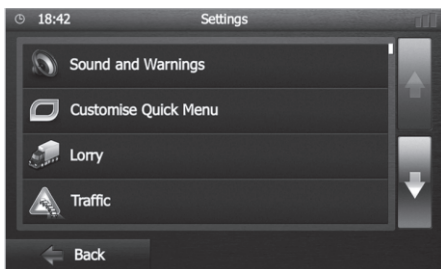 18:42 Settings
Sound and Warnings
Customise Quick Menu
Lorry
Traffic
Back